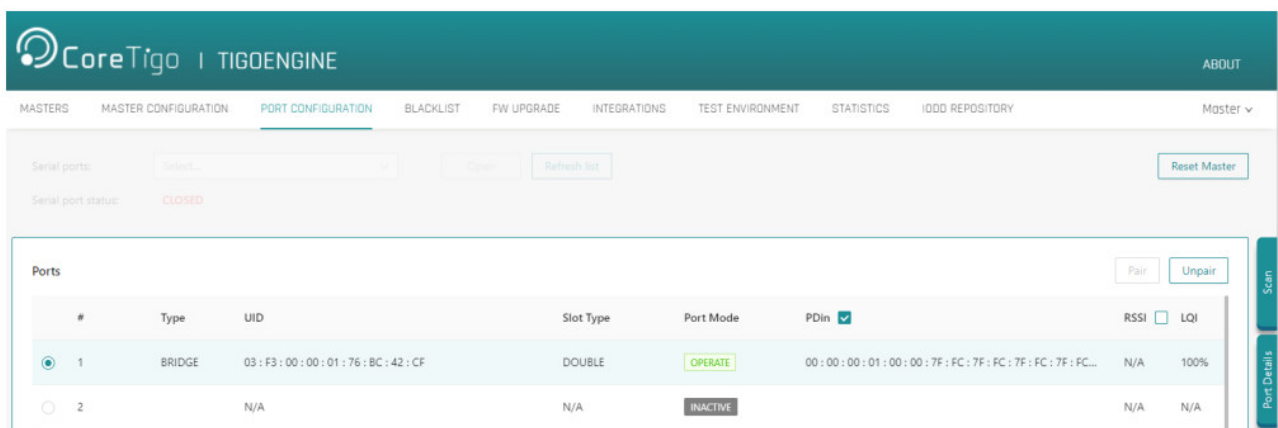 CoreTigo | TIGOENGINE
ABOUT
MASTERS MASTER CONFIGURATION PORT CONFIGURATION BLACKLIST FW UPGRADE INTEGRATIONS TEST ENVIRONMENT STATISTICS IODD REPOSITORY Master
Serial ports: Select... Open Refresh list Reset Master
Serial port status: CLOSED
Ports Pair Unpair
Scan
# Type UID Slot Type Port Mode PDin RSSI LQI
1 BRIDGE 03 : F3 : 00 : 00 : 01 : 76 : BC : 42 : CF DOUBLE OPERATE 00 : 00 : 00 : 01 : 00 : 00 : 7F : FC : 7F : FC : 7F : FC : 7F : FC... N/A 100%
Port Details
2 N/A N/A INACTIVE N/A N/A